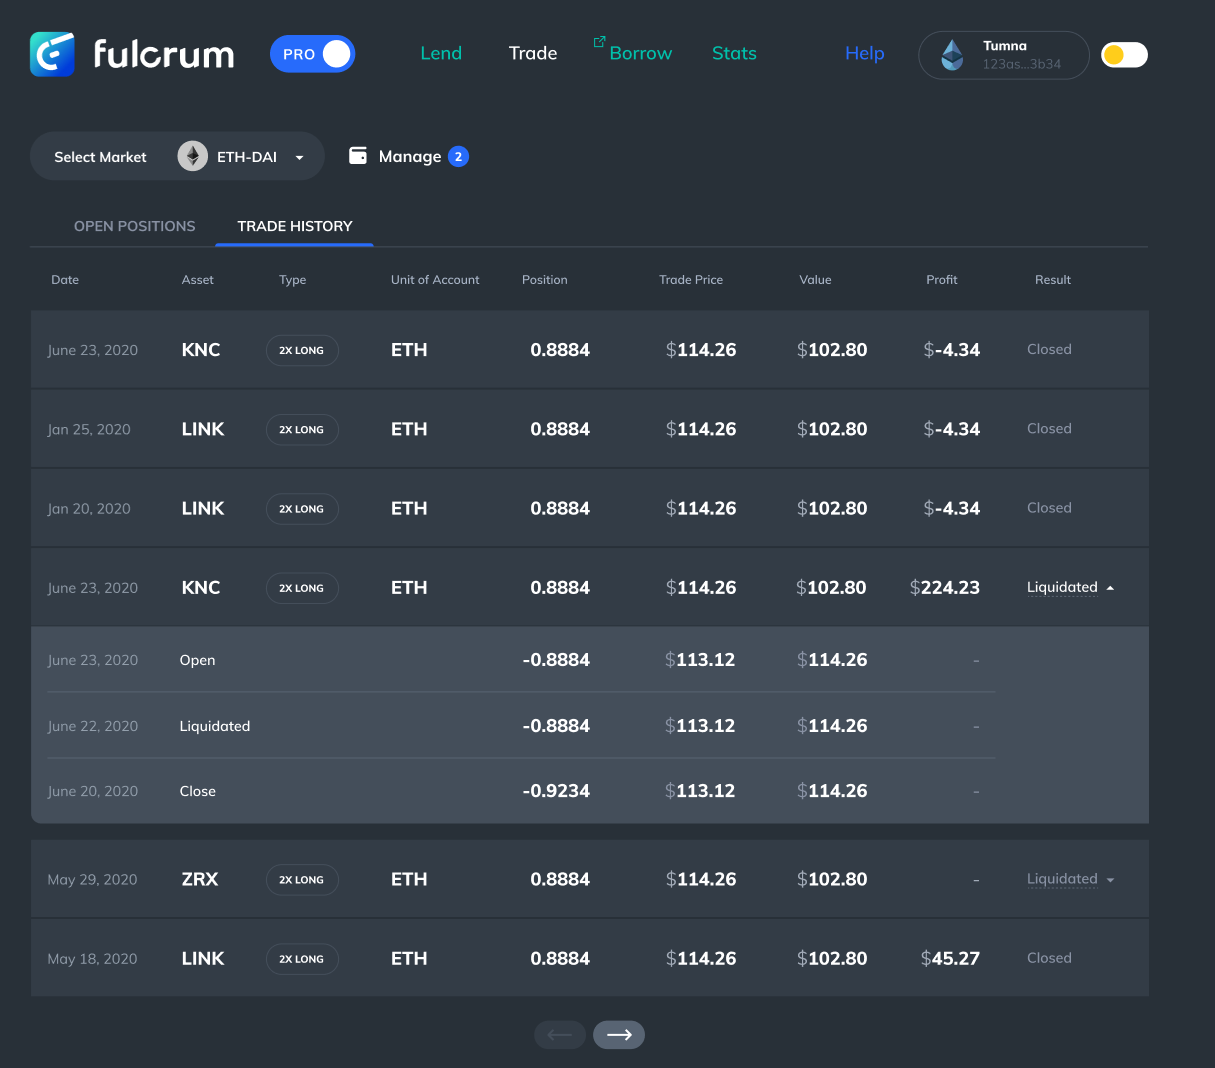 fulcrum PRO Lend Trade Borrow Stats Help Tumna
123as...3b34
Select Market ETH-DAI Manage 2
OPEN POSITIONS TRADE HISTORY
Date Asset Type Unit of Account Position Trade Price Value Profit Result
June 23, 2020 KNC 2X LONG ETH 0.8884 $114.26 $102.80 $-4.34 Closed
Jan 25, 2020 LINK 2X LONG ETH 0.8884 $114.26 $102.80 $-4.34 Closed
Jan 20, 2020 LINK 2X LONG ETH 0.8884 $114.26 $102.80 $-4.34 Closed
June 23, 2020 KNC 2X LONG ETH 0.8884 $114.26 $102.80 $224.23 Liquidated
June 23, 2020 Open -0.8884 $113.12 $114.26 -
June 22, 2020 Liquidated -0.8884 $113.12 $114.26 -
June 20, 2020 Close -0.9234 $113.12 $114.26 -
May 29, 2020 ZRX 2X LONG ETH 0.8884 $114.26 $102.80 - Liquidated
May 18, 2020 LINK 2X LONG ETH 0.8884 $114.26 $102.80 $45.27 Closed